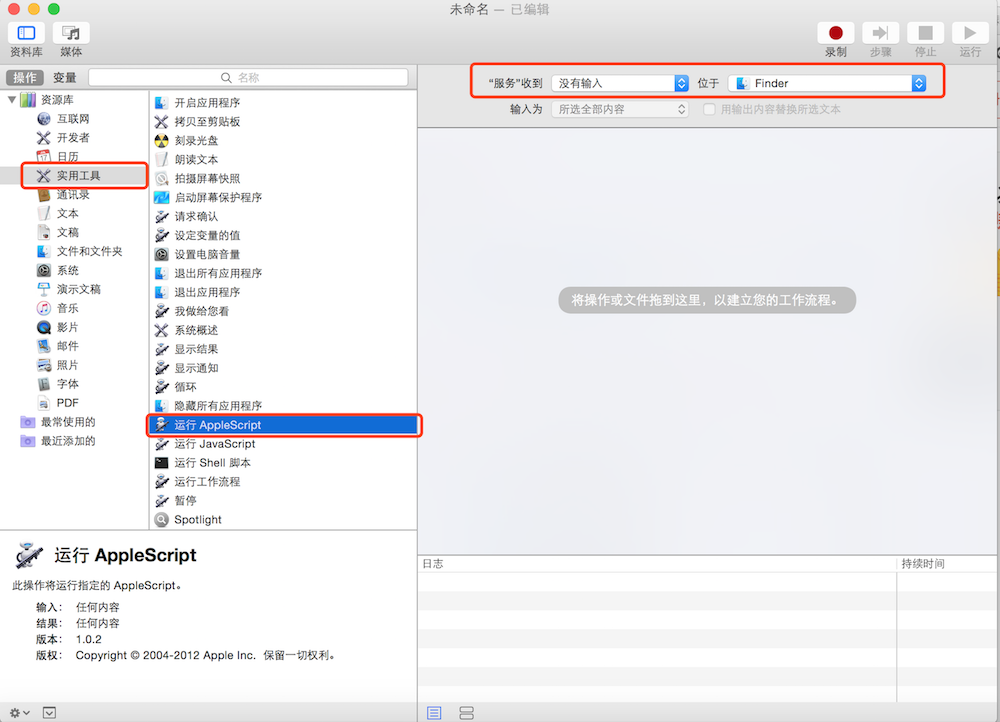 未命名 — 已编辑
资料库
媒体
录制
步骤
停止
运行
操作
变量
名称
“服务”收到
没有输入
位于
Finder
输入为
所选全部内容
用输出内容替换所选文本
资源库
互联网
开发者
日历
实用工具
通讯录
文本
文稿
文件和文件夹
系统
演示文稿
音乐
影片
邮件
照片
字体
PDF
最常使用的
最近添加的
开启应用程序
拷贝至剪贴板
刻录光盘
朗读文本
拍摄屏幕快照
启动屏幕保护程序
请求确认
设定变量的值
设置电脑音量
退出所有应用程序
退出应用程序
我做给您看
系统概述
显示结果
显示通知
循环
隐藏所有应用程序
运行 AppleScript
运行 JavaScript
运行 Shell 脚本
运行工作流程
暂停
Spotlight
将操作或文件拖到这里，以建立您的工作流程。
运行 AppleScript
此操作将运行指定的 AppleScript。
输入： 任何内容
结果： 任何内容
版本： 1.0.2
版权： Copyright © 2004-2012 Apple Inc. 保留一切权利。
日志
持续时间